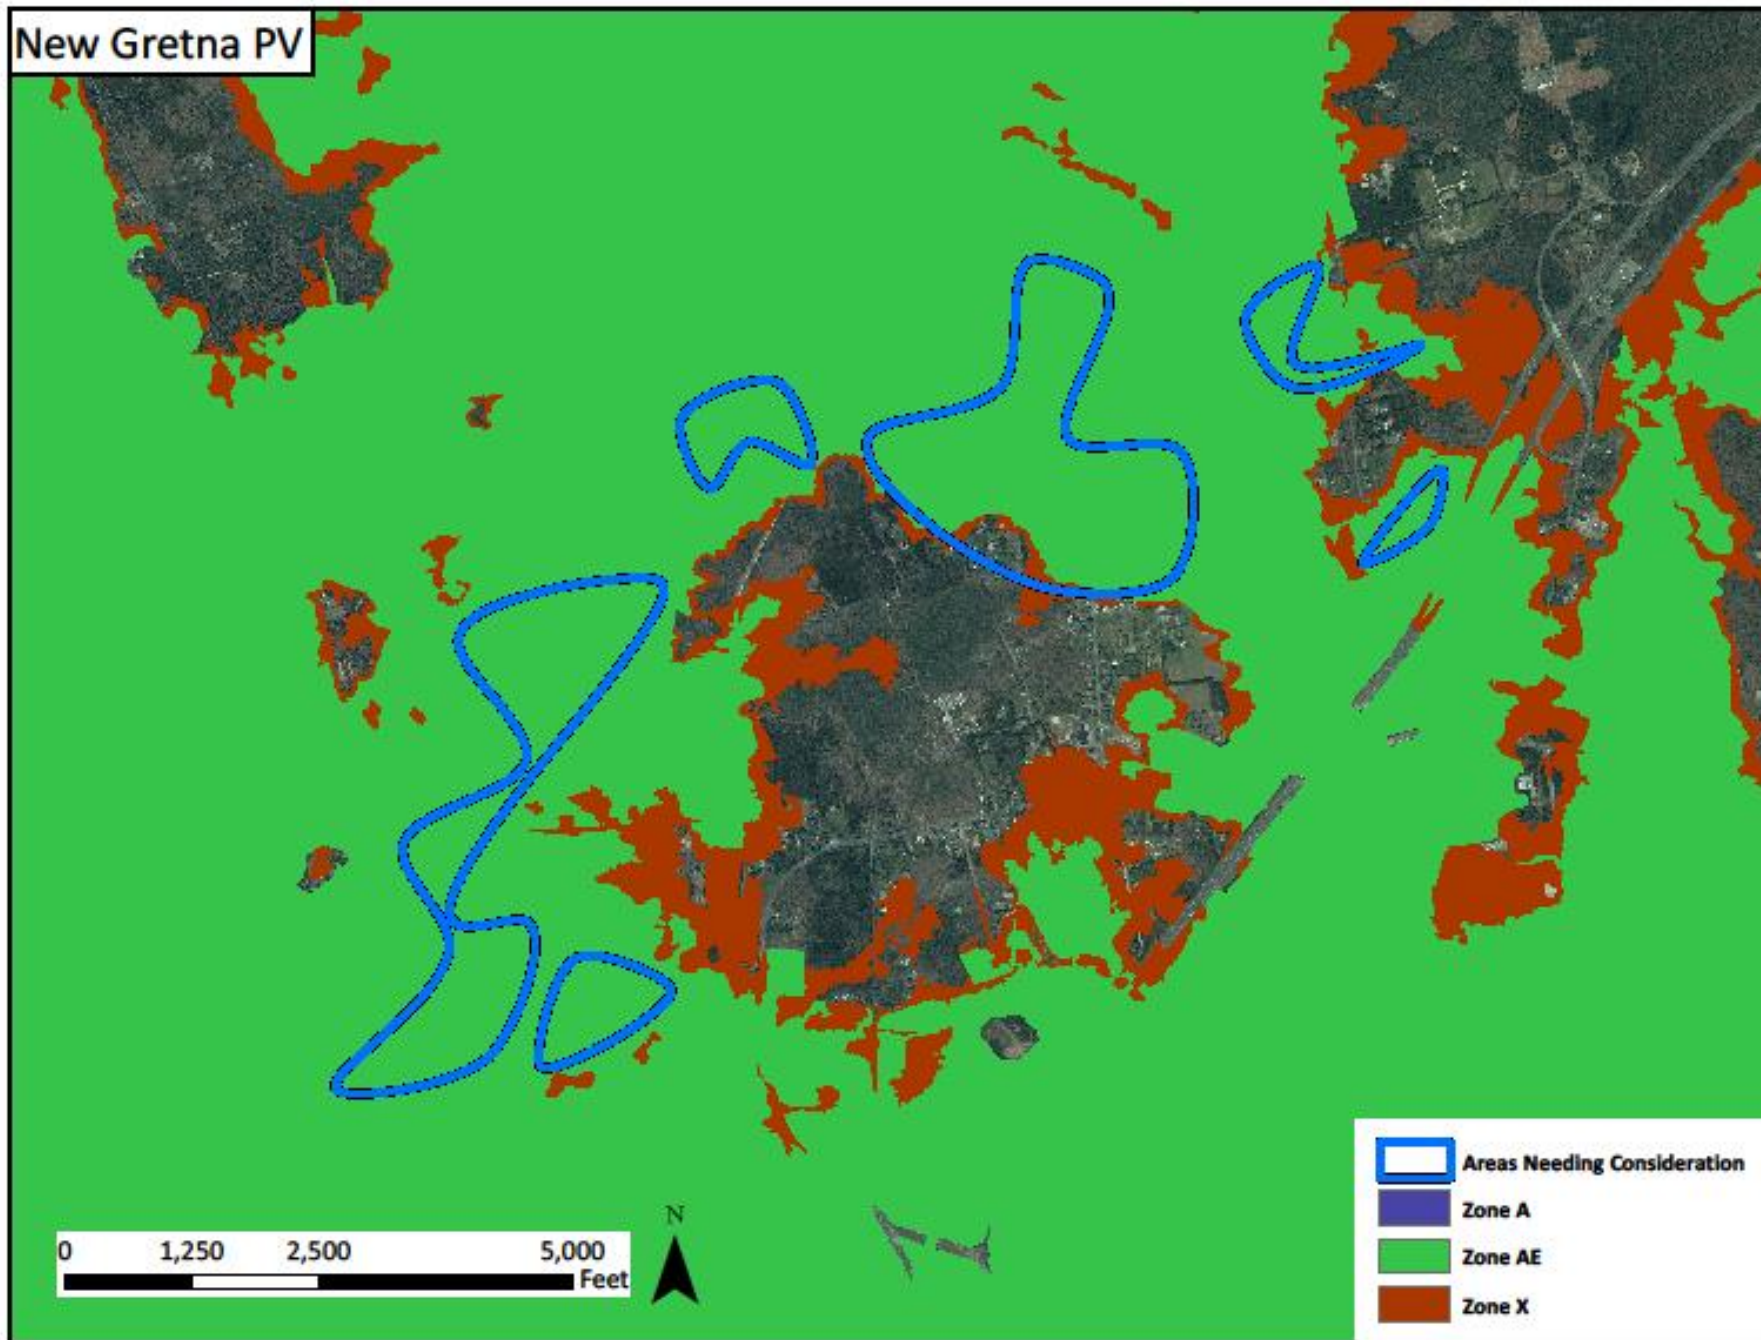 New Gretna PV
Areas Needing Consideration
Zone A
Zone AE
Zone X
N
0 1,250 2,500 5,000
Feet